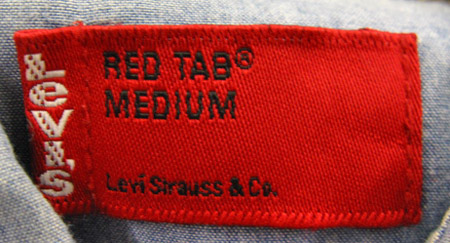 Levi's
RED TAB®
MEDIUM
Levi Strauss & Co.